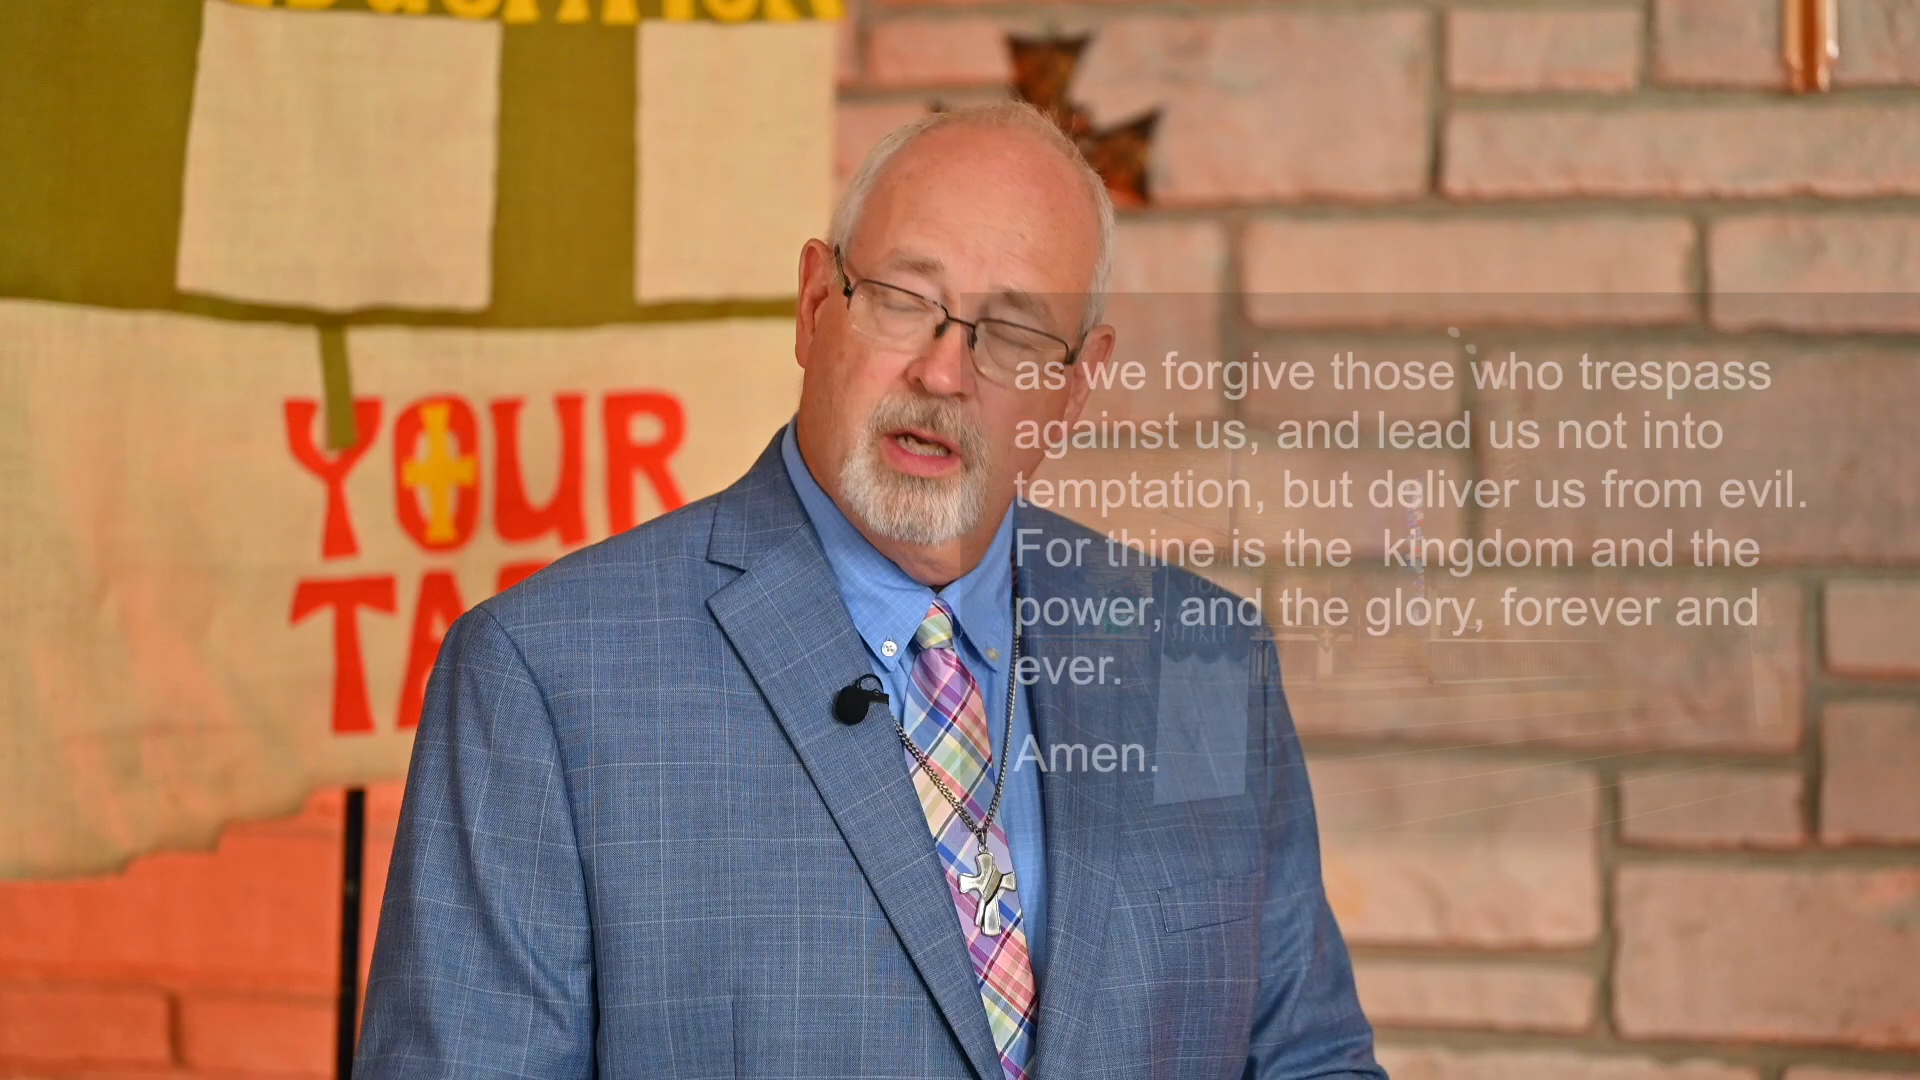 YOUR
as we forgive those who trespass
against us, and lead us not into
temptation, but deliver us from evil.
For thine is the kingdom and the
power, and the glory, forever and
ever.
Amen.